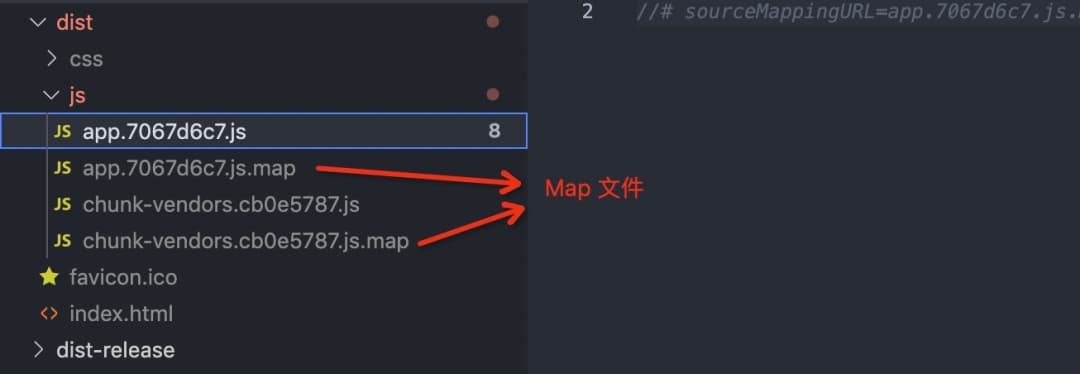 dist
css
js
JS app.7067d6c7.js 8
JS app.7067d6c7.js.map
JS chunk-vendors.cb0e5787.js
JS chunk-vendors.cb0e5787.js.map
favicon.ico
<> index.html
dist-release
2 //# sourceMappingURL=app.7067d6c7.js.
Map 文件